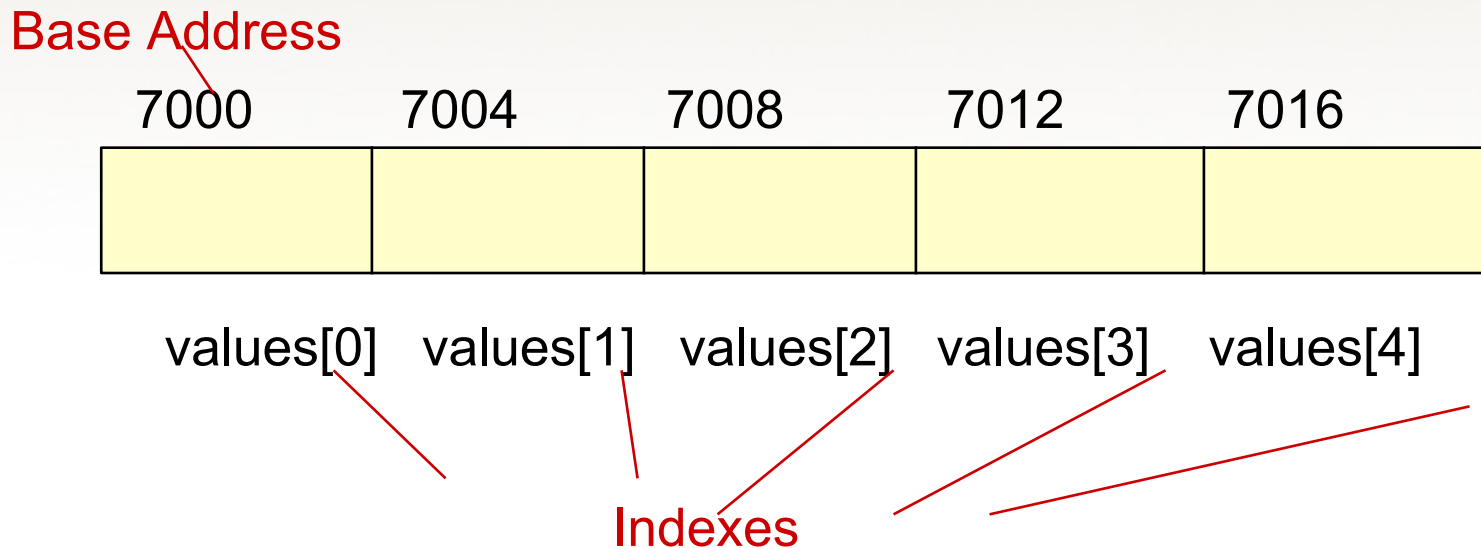 Base Address
7000 7004 7008 7012 7016
values[0] values[1] values[2] values[3] values[4]
Indexes